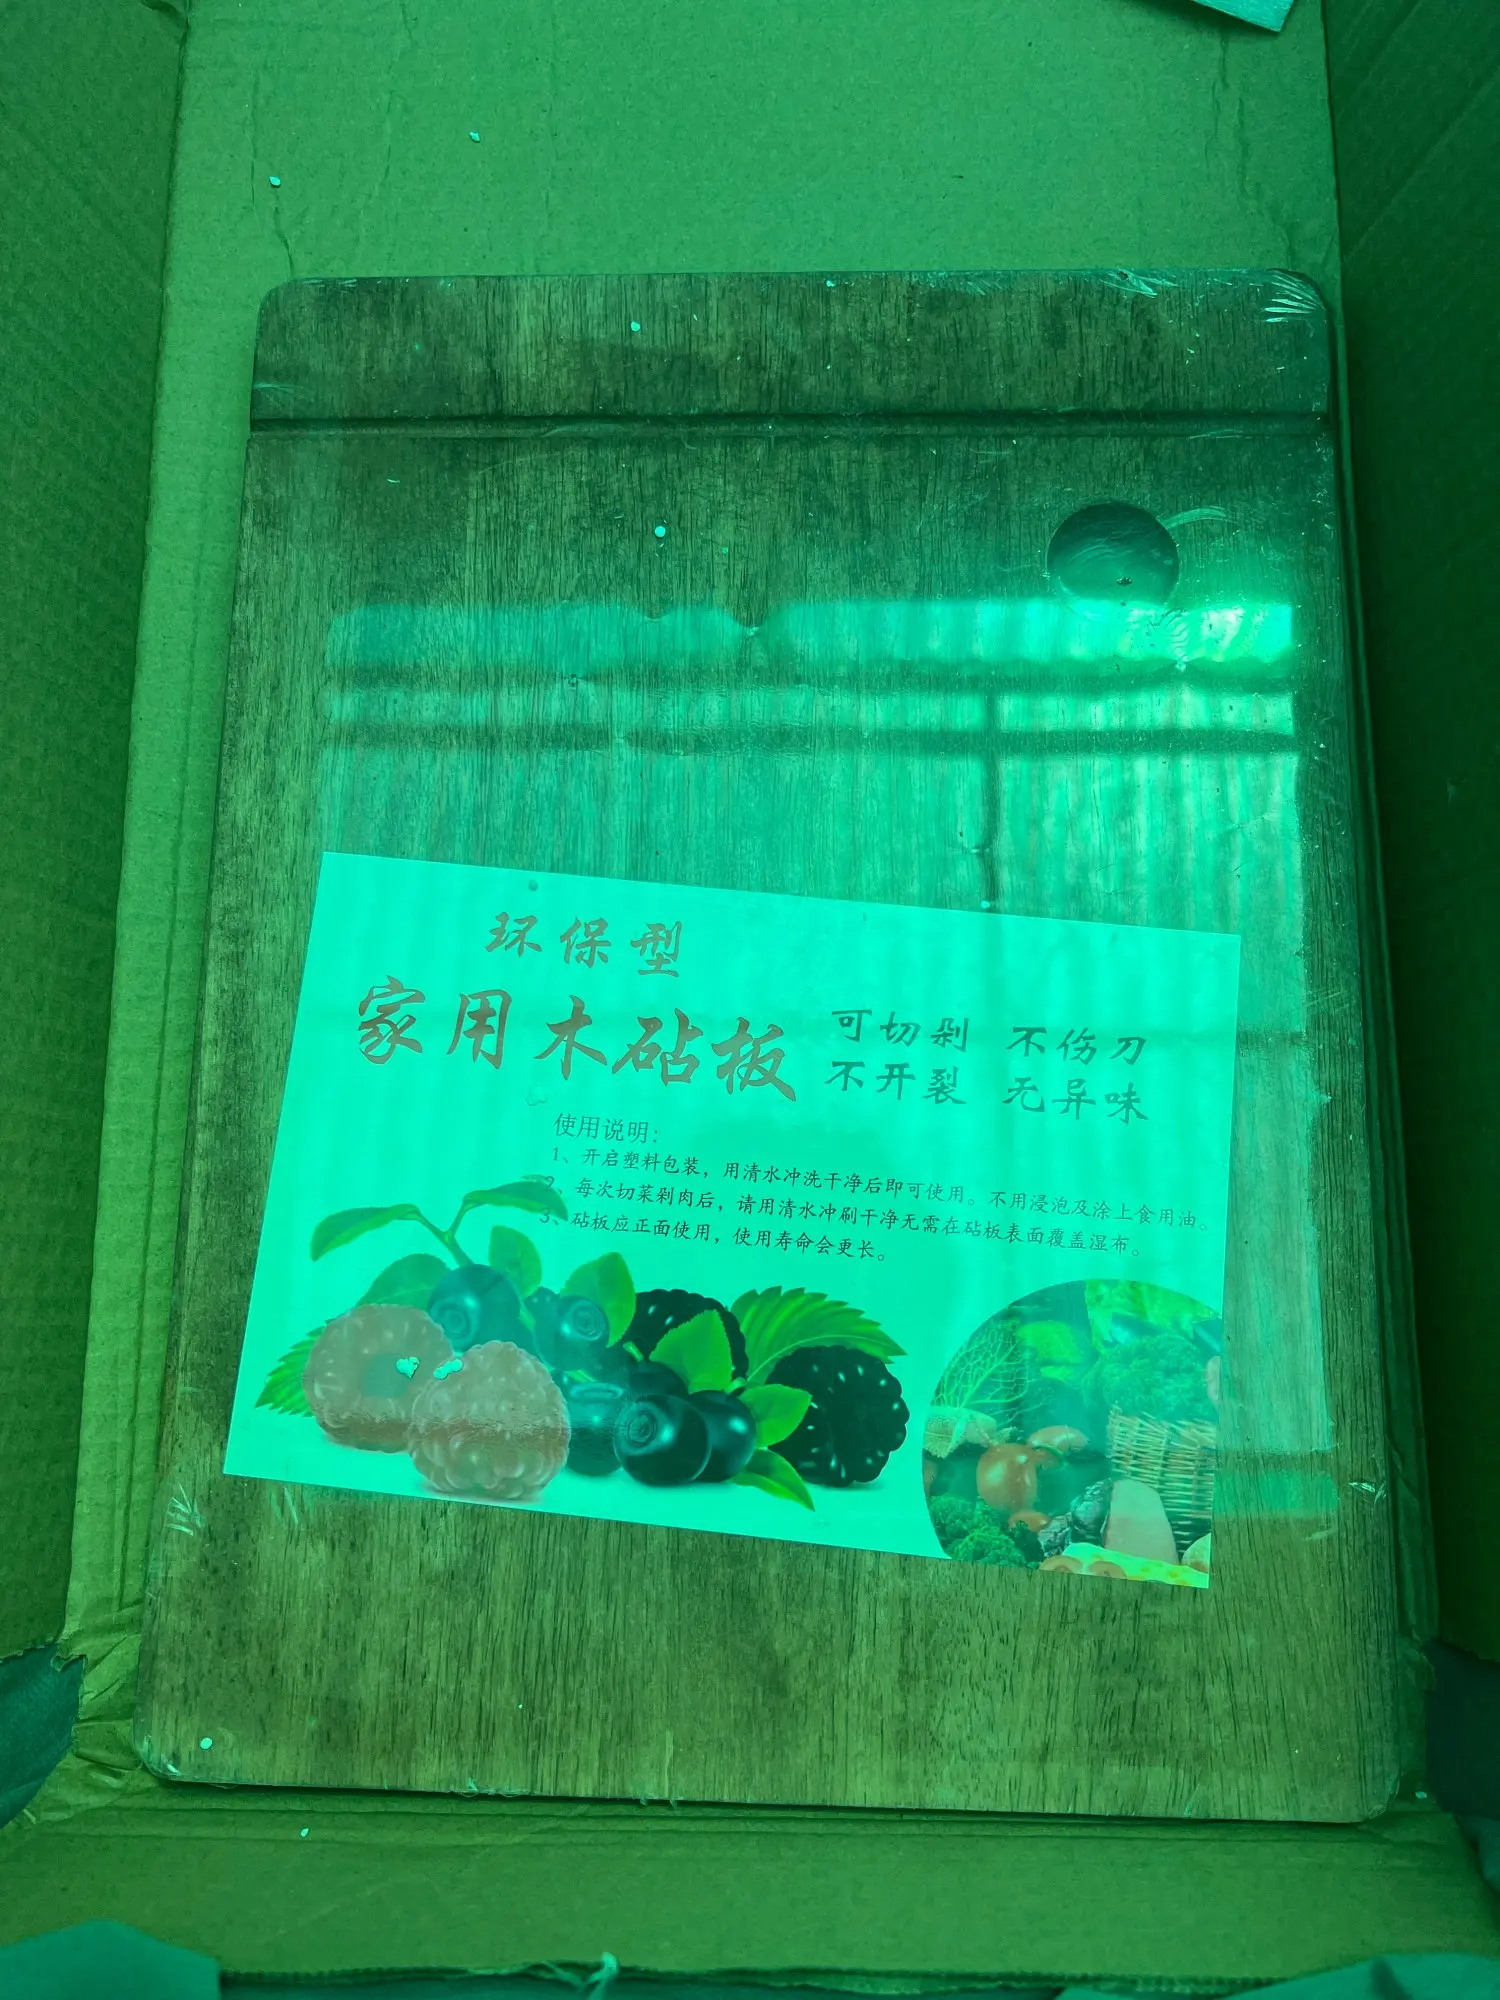 环保型
家用木砧板
可切剁 不伤刀
不开裂 无异味
使用说明:
1、开启塑料包装，用清水冲洗干净后即可使用。不用浸泡及涂上食用油。
2、每次切菜剁肉后，请用清水冲刷干净无需在砧板表面覆盖湿布。
3、砧板应正面使用，使用寿命会更长。